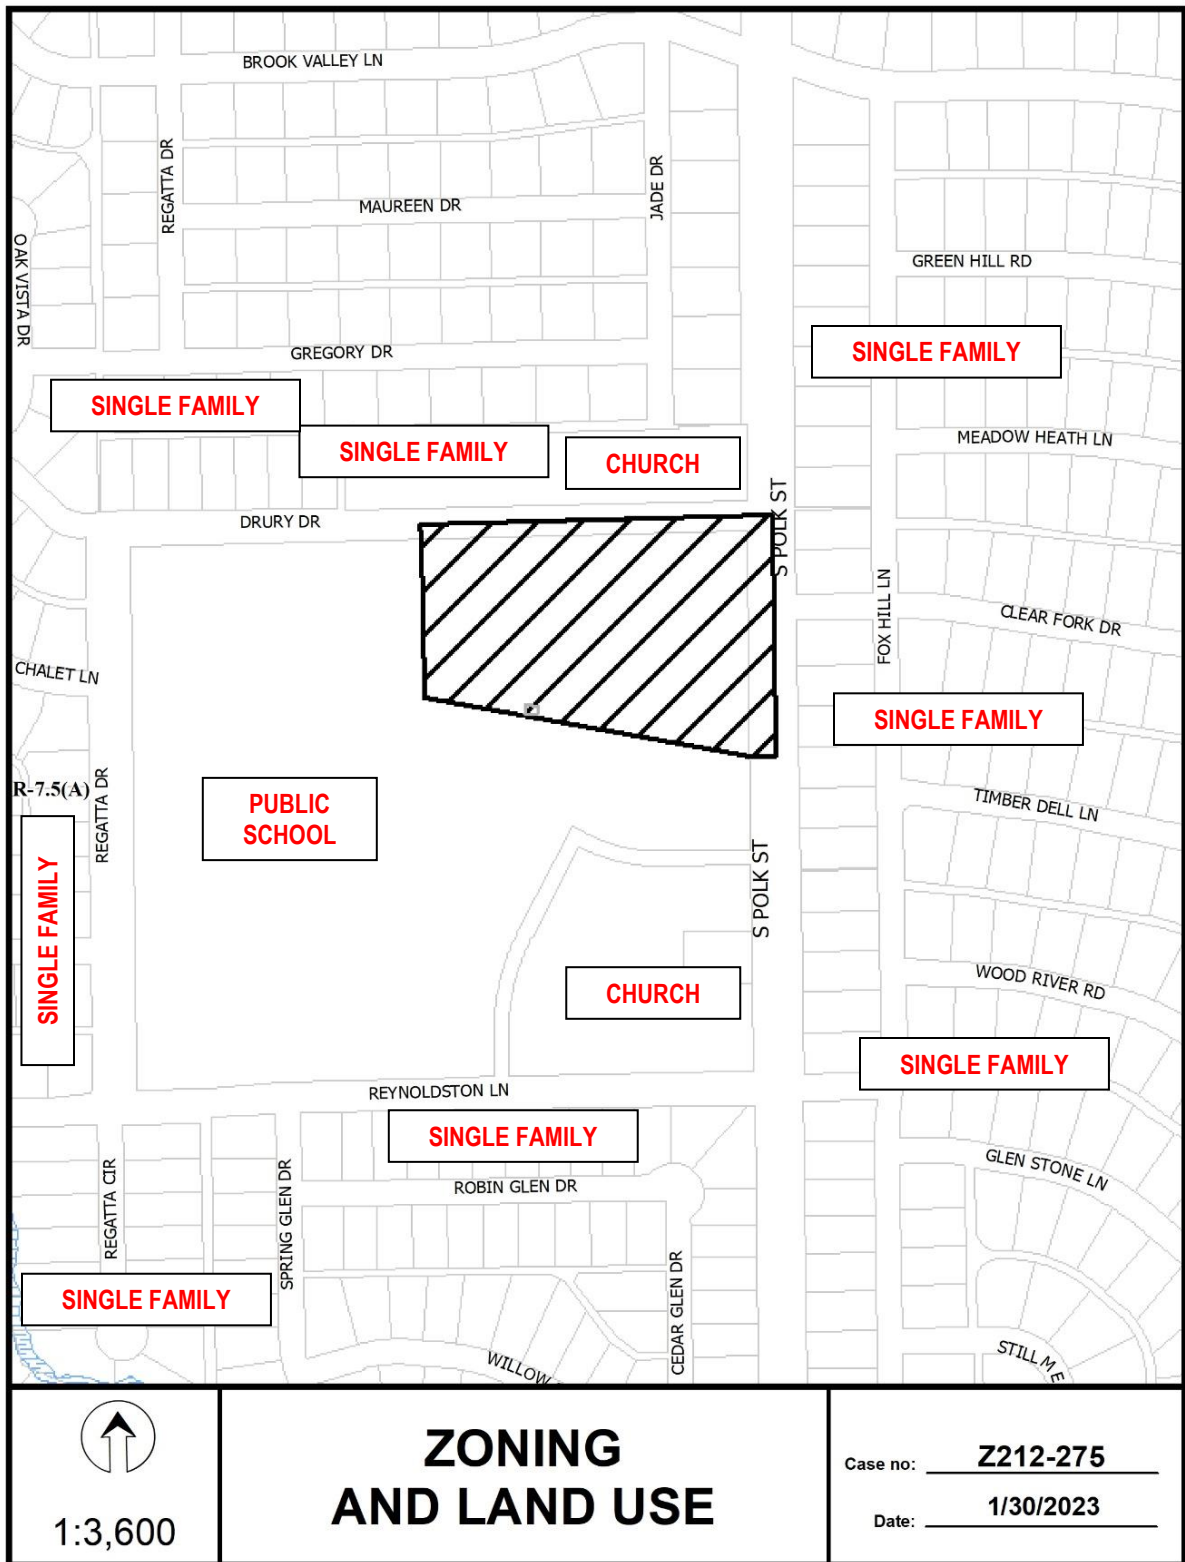 BROOK VALLEY LN
REGATTA DR
MAUREEN DR
JADE DR
OAK VISTA DR
GREEN HILL RD
GREGORY DR
SINGLE FAMILY
SINGLE FAMILY
SINGLE FAMILY
CHURCH
MEADOW HEATH LN
DRURY DR
S POLK ST
FOX HILL LN
CLEAR FORK DR
CHALET LN
SINGLE FAMILY
R-7.5(A)
REGATTA DR
PUBLIC
SCHOOL
TIMBER DELL LN
SINGLE FAMILY
S POLK ST
CHURCH
WOOD RIVER RD
SINGLE FAMILY
REYNOLDSTON LN
SINGLE FAMILY
GLEN STONE LN
REGATTA CIR
SPRING GLEN DR
ROBIN GLEN DR
SINGLE FAMILY
CEDAR GLEN DR
WILLOW
STILL ME
1:3,600
ZONING
AND LAND USE
Case no: Z212-275
Date: 1/30/2023